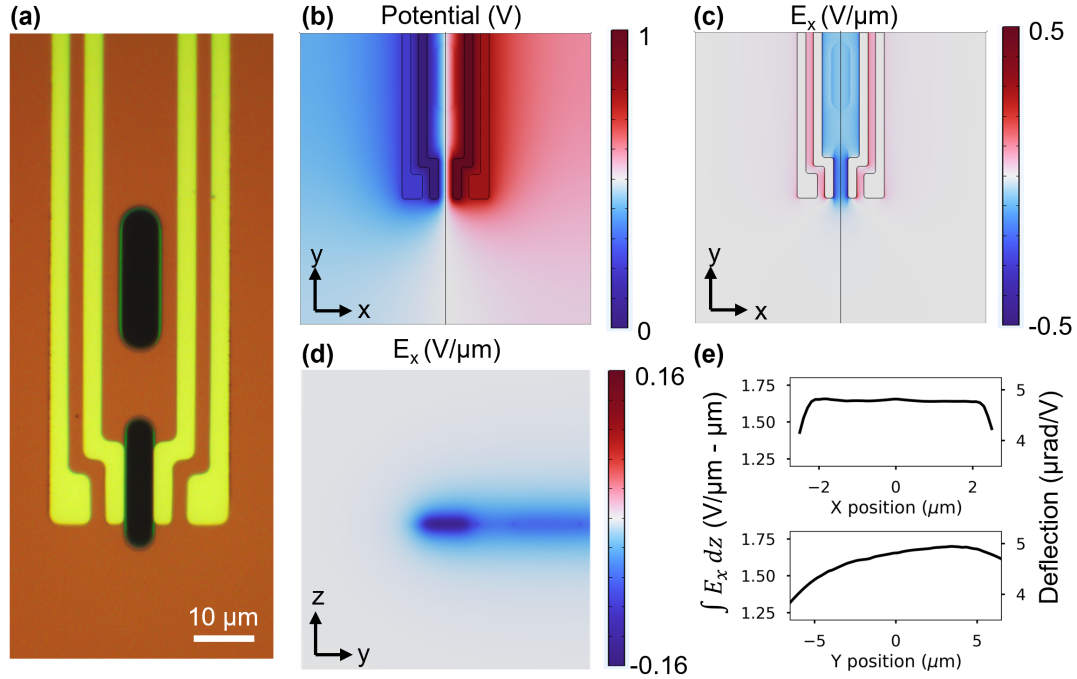 (a)
10 μm
(b) Potential (V)
1
0
y
x
(c) E_x (V/μm)
0.5
-0.5
y
x
(d) E_x (V/μm)
0.16
-0.16
z
y
(e)
∫ E_x dz (V/μm - μm)
Deflection (μrad/V)
1.75
1.50
1.25
5
4
-2 0 2
X position (μm)
1.75
1.50
1.25
5
4
-5 0 5
Y position (μm)